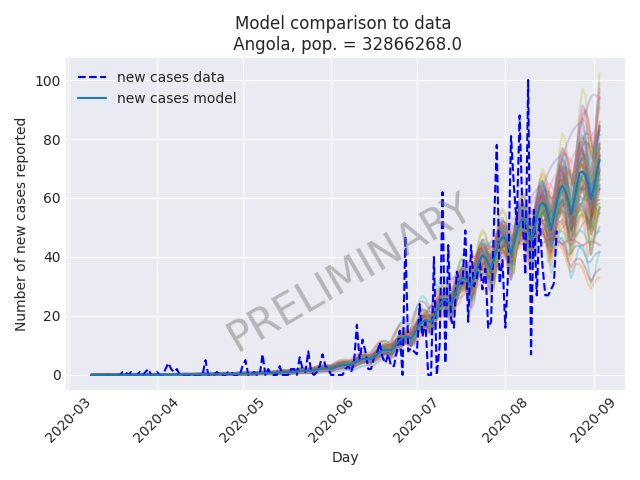 Model comparison to data
Angola, pop. = 32866268.0
new cases data
new cases model
Number of new cases reported
100
80
60
40
20
0
PRELIMINARY
2020-03
2020-04
2020-05
2020-06
2020-07
2020-08
2020-09
Day